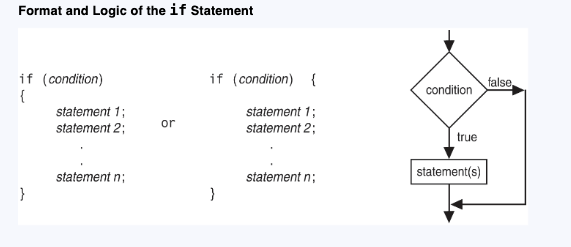 Format and Logic of the if Statement
if (condition)
{
statement 1;
statement 2;
.
.
statement n;
}
or
if (condition) {
statement 1;
statement 2;
.
.
statement n;
}
condition
false
true
statement(s)